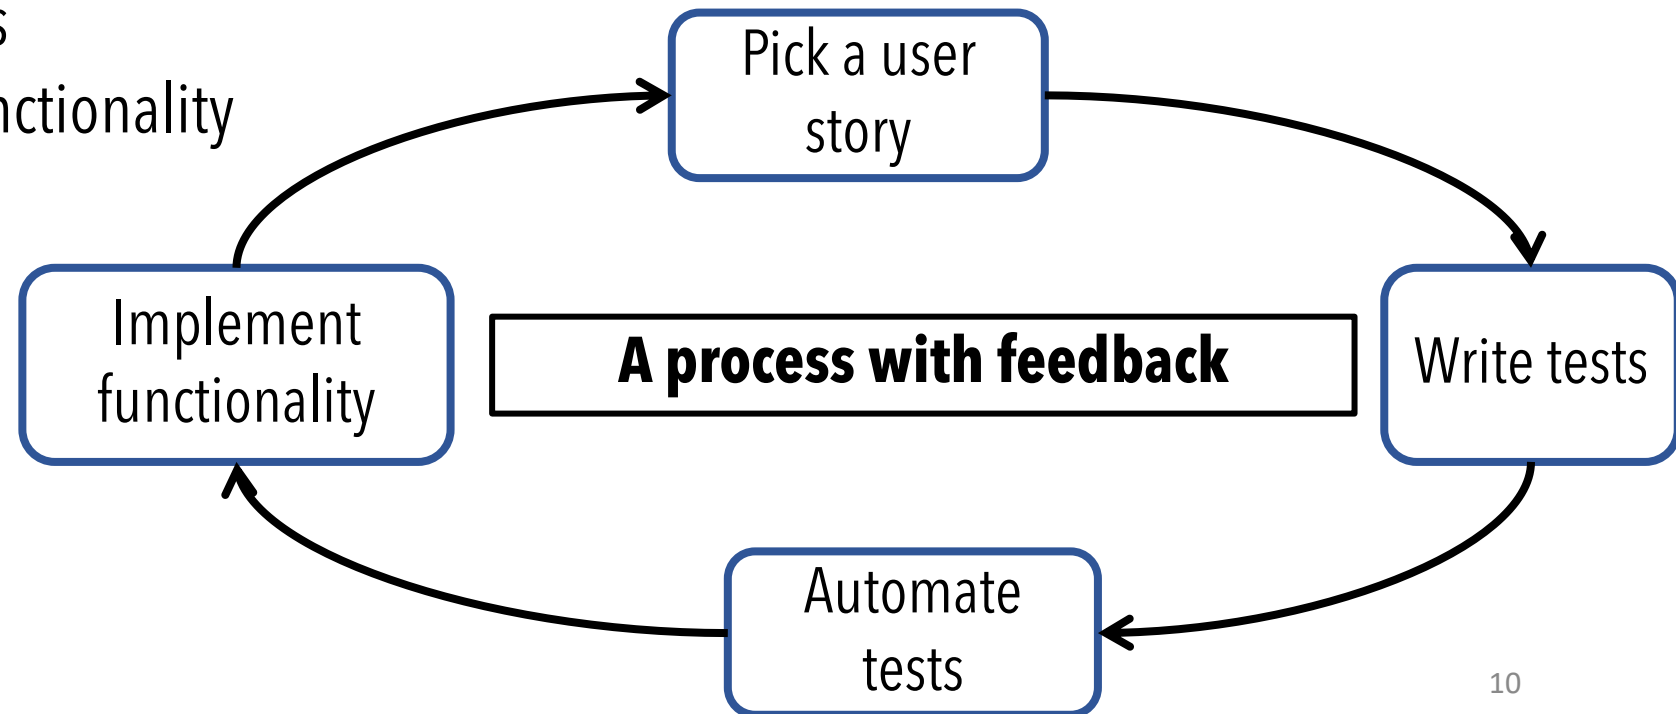 s
nctionality
Pick a user
story
Implement
functionality
A process with feedback
Write tests
Automate
tests
10